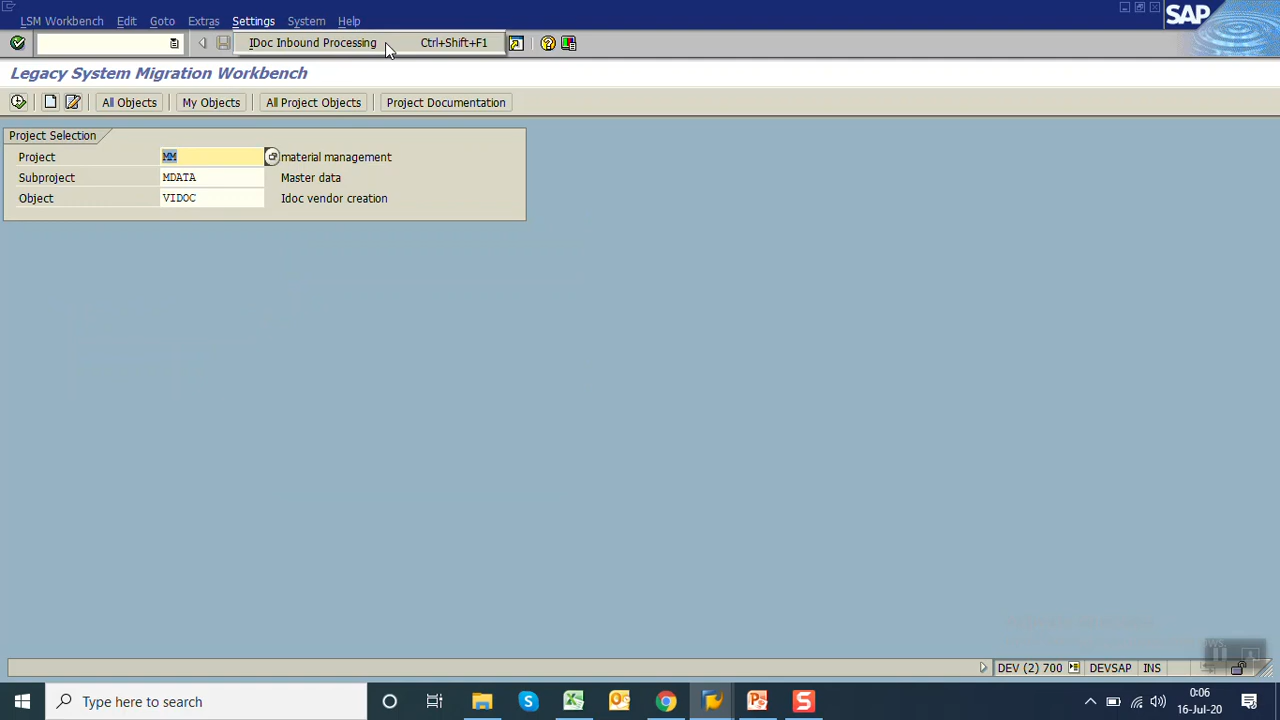 LSM Workbench Edit Goto Extras Settings System Help
IDoc Inbound Processing Ctrl+Shift+F1
SAP
Legacy System Migration Workbench
All Objects My Objects All Project Objects Project Documentation
Project Selection
Project MM material management
Subproject MDATA Master data
Object VIDOC Idoc vendor creation
DEV (2) 700 DEVSAP INS
Type here to search
0:06
16-Jul-20